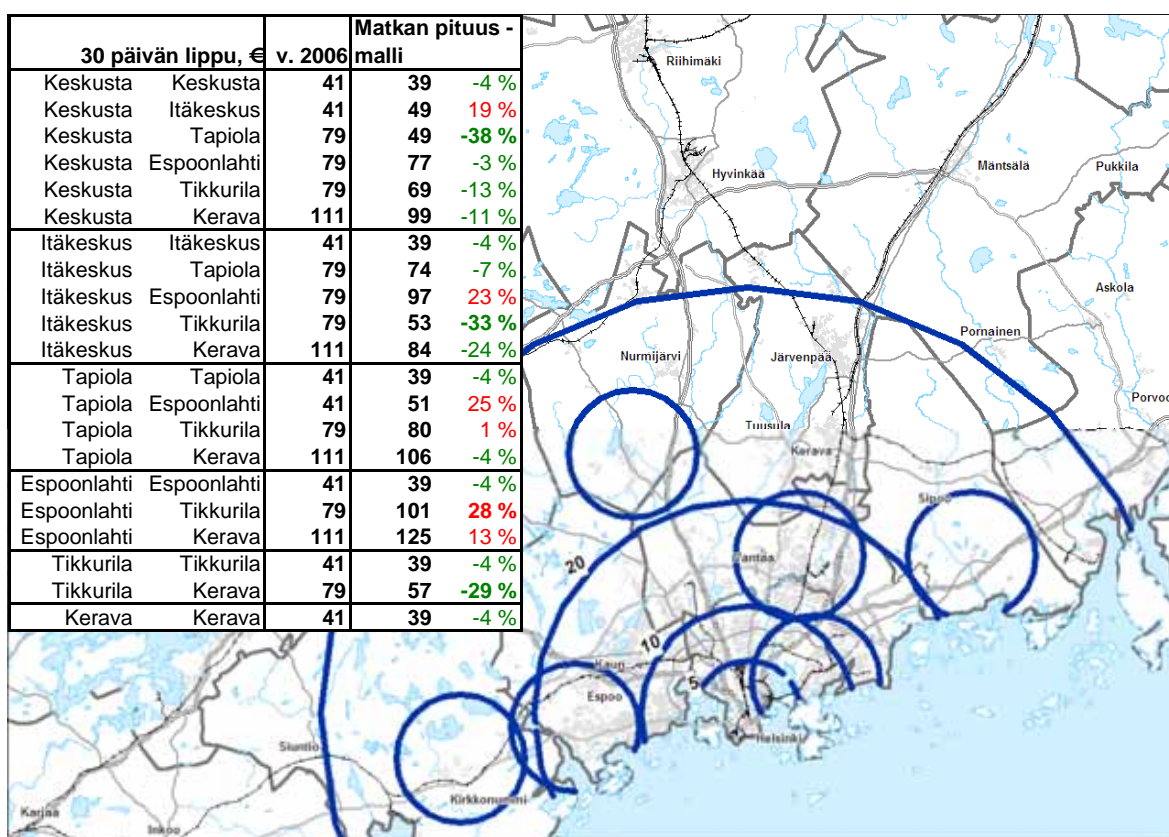 Matkan pituus -
30 päivän lippu, € v. 2006 malli
Keskusta Keskusta 41 39 -4 %
Keskusta Itäkeskus 41 49 19 %
Keskusta Tapiola 79 49 -38 %
Keskusta Espoonlahti 79 77 -3 %
Keskusta Tikkurila 79 69 -13 %
Keskusta Kerava 111 99 -11 %
Itäkeskus Itäkeskus 41 39 -4 %
Itäkeskus Tapiola 79 74 -7 %
Itäkeskus Espoonlahti 79 97 23 %
Itäkeskus Tikkurila 79 53 -33 %
Itäkeskus Kerava 111 84 -24 %
Tapiola Tapiola 41 39 -4 %
Tapiola Espoonlahti 41 51 25 %
Tapiola Tikkurila 79 80 1 %
Tapiola Kerava 111 106 -4 %
Espoonlahti Espoonlahti 41 39 -4 %
Espoonlahti Tikkurila 79 101 28 %
Espoonlahti Kerava 111 125 13 %
Tikkurila Tikkurila 41 39 -4 %
Tikkurila Kerava 79 57 -29 %
Kerava Kerava 41 39 -4 %
Riihimäki
Hyvinkää
Mäntsälä
Pukkila
Askola
Pornainen
Nurmijärvi
Järvenpää
Porvoo
Tuusula
Kerava
Sipoo
Vantaa
20
10
5
Kaun
Espoo
Helsinki
Siuntio
Kirkkonummi
Karjaa
Inkoo